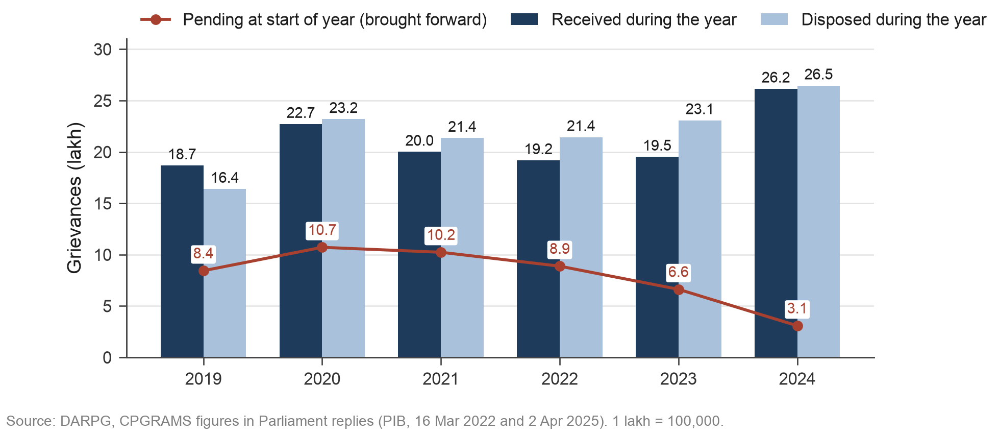 Pending at start of year (brought forward) Received during the year Disposed during the year
Grievances (lakh)
30
25
20
15
10
5
0
18.7 16.4 8.4
22.7 23.2 10.7
20.0 21.4 10.2
19.2 21.4 8.9
19.5 23.1 6.6
26.2 26.5 3.1
2019 2020 2021 2022 2023 2024
Source: DARPG, CPGRAMS figures in Parliament replies (PIB, 16 Mar 2022 and 2 Apr 2025). 1 lakh = 100,000.